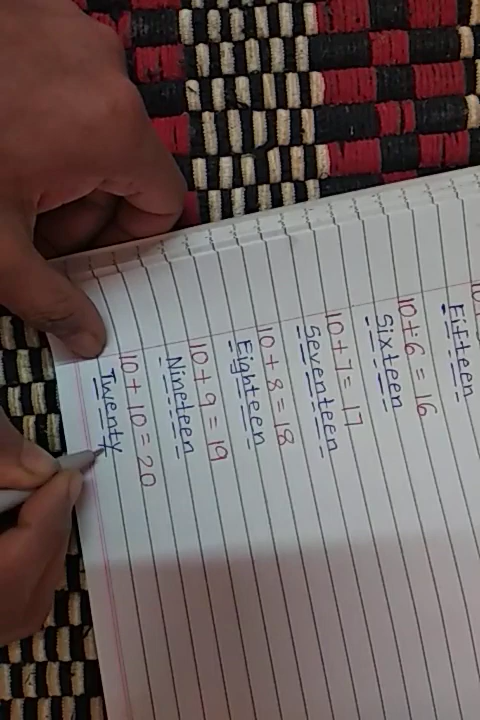 Fifteen
10+6 = 16
Sixteen
10+7 = 17
Seventeen
10+8 = 18
Eighteen
10+9 = 19
Nineteen
10+10 = 20
Twenty